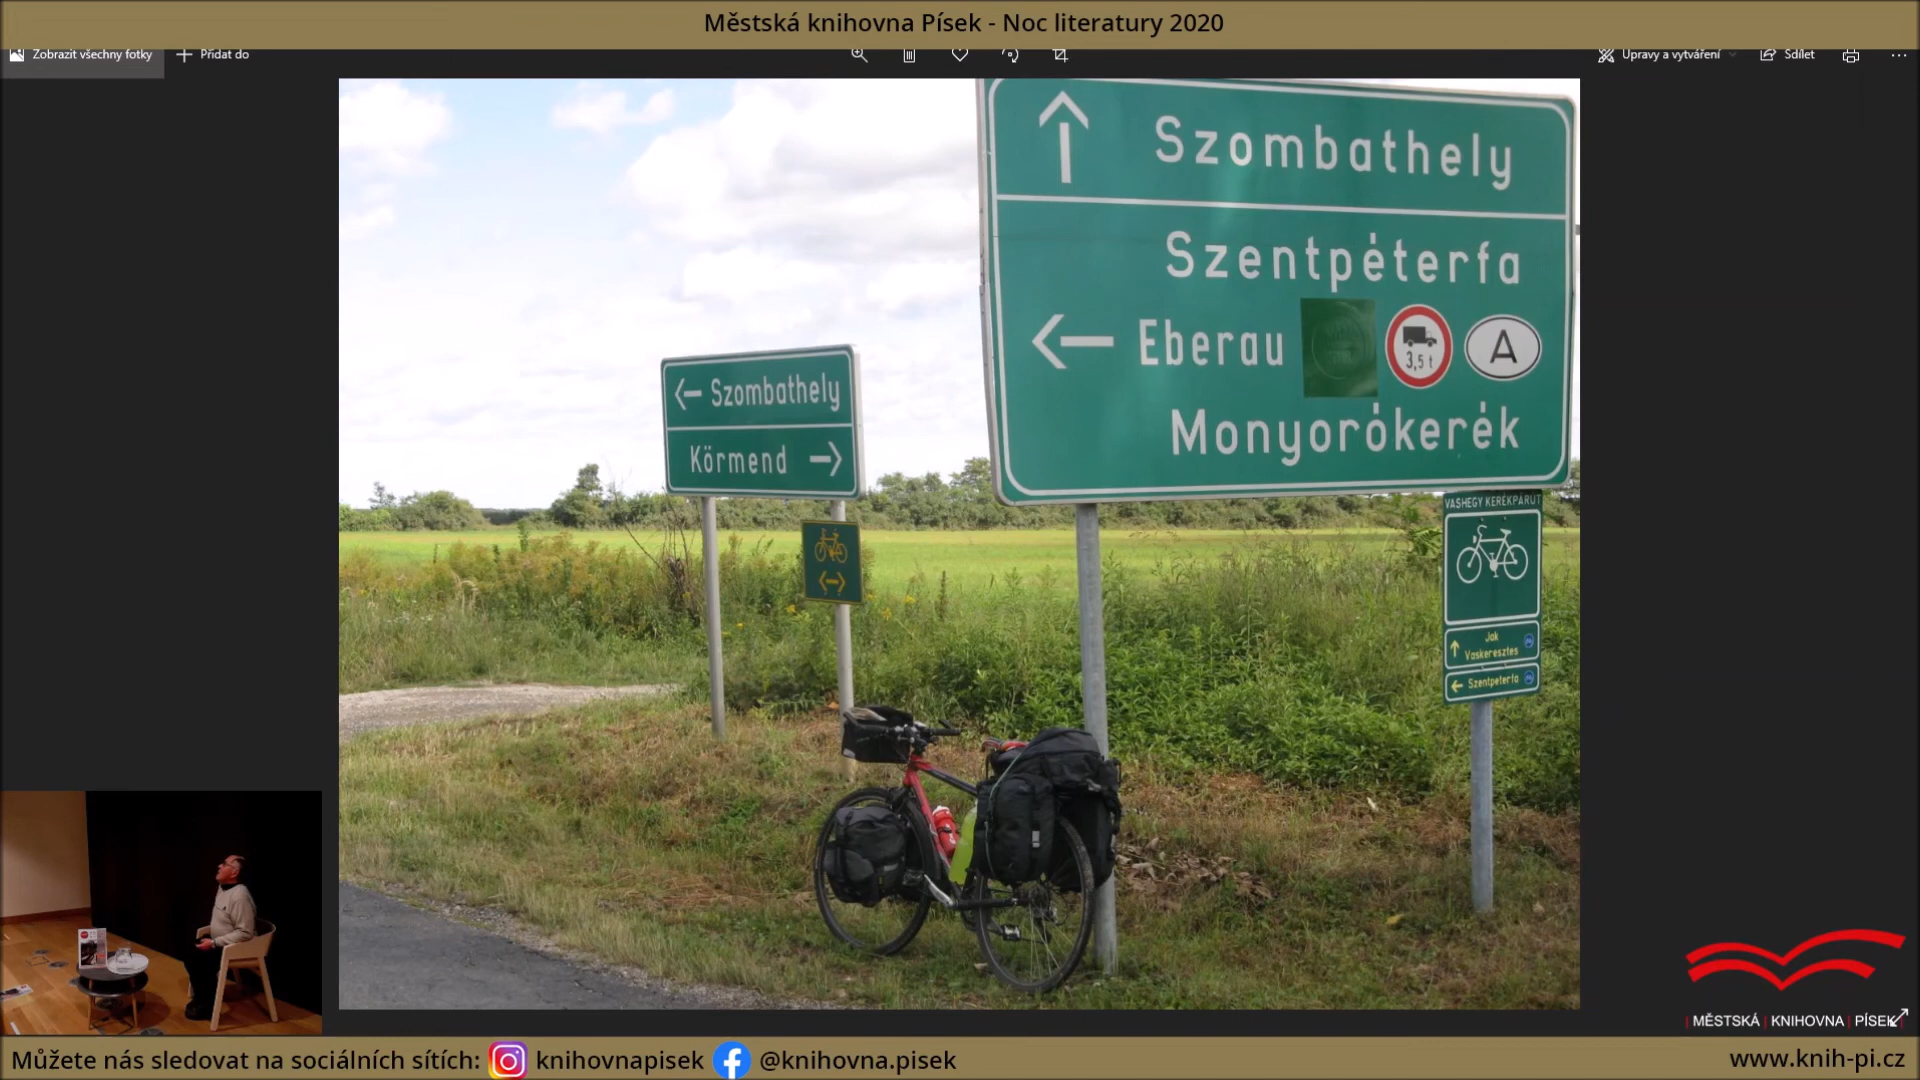 Městská knihovna Písek - Noc literatury 2020
Zobrazit všechny fotky
Přidat do
Upravy a vytváření
Sdílet
Szombathely
Szentpéterfa
Eberau
3,5 t
A
Monyorókerék
Szombathely
Körmend
VASHEGY KERÉKPÁRÚT
Ják
Vaskeresztes
Szentpéterfa
MĚSTSKÁ | KNIHOVNA | PÍSEK
Můžete nás sledovat na sociálních sítích: knihovnapisek @knihovna.pisek
www.knih-pi.cz